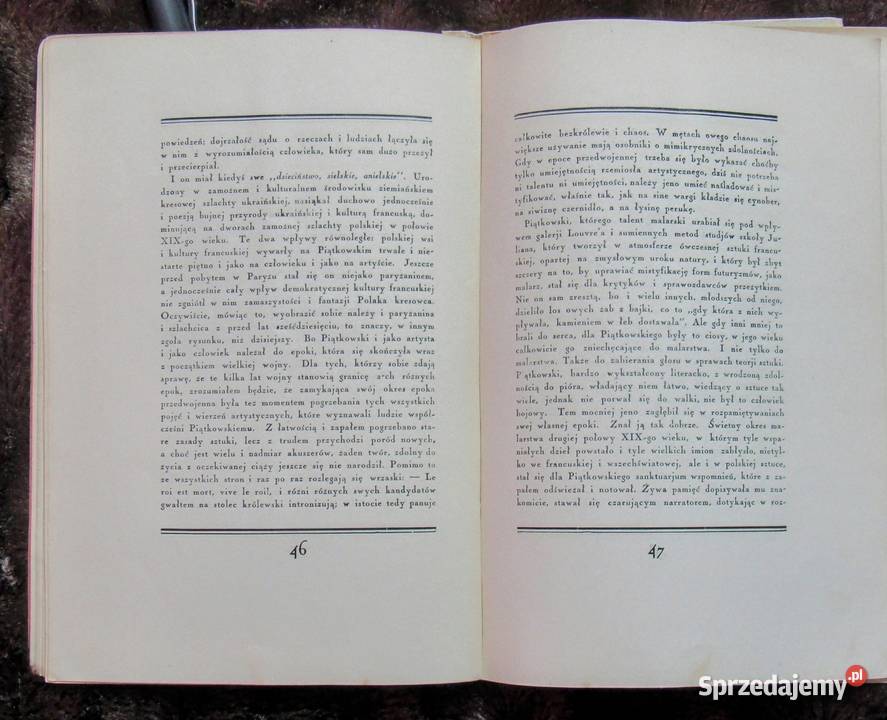 powiedzeń; dojrzałość sądu o rzeczach i ludziach łączyła się
w nim z wyrozumiałością człowieka, który sam dużo przeżył
i przecierpiał.
I on miał kiedyś swe „dzieciństwo, sielskie, anielskie". Uro-
dzony w zamożnem i kulturalnem środowisku ziemiańskiem
kresowej szlachty ukraińskiej, nasiąkał duchowo jednocześnie
i poezją bujnej przyrody ukraińskiej i kulturą francuską, do-
minującą na dworach zamożnej szlachty polskiej w połowie
XIX-go wieku. Te dwa wpływy równoległe: polskiej wsi
i kultury francuskiej wywarły na Piątkowskim trwałe i nie-
starte piętno i jako na człowieku i jako na artyście. Jeszcze
przed pobytem w Paryżu stał się on niejako paryżaninem,
a jednocześnie cały wpływ demokratycznej kultury francuskiej
nie zgniótł w nim zamaszystości i fantazji Polaka kresowca.
Oczywiście, mówiąc to, wyobrazić sobie należy i paryżanina
i szlachcica z przed lat sześćdziesięciu, to znaczy, w innym
zgoła rysunku, niż dzisiejszy. Bo Piątkowski i jako artysta
i jako człowiek należał do epoki, która się skończyła wraz
z początkiem wielkiej wojny. Dla tych, którzy sobie zdają
sprawę, że te kilka lat wojny stanowią granicę dwóch różnych
epok, zrozumiałem będzie, że zamykająca swój okres epoka
przedwojenna była też momentem pogrzebania tych wszystkich
pojęć i wierzeń artystycznych, które wyznawali ludzie współ-
cześni Piątkowskiemu. Z łatwością i zapałem pogrzebano sta-
re zasady sztuki, lecz z trudem przychodzi poród nowych,
a choć jest wielu i nadmiar akuszerów, żaden twór, zdolny do
życia z oczekiwanej ciąży jeszcze się nie narodził. Pomimo to
ze wszystkich stron i raz po raz rozlegają się wrzaski: — Le
roi est mort, vive le roil, i różni różnych swych kandydatów
gwałtem na stolec królewski intronizują; w istocie tedy panuje
46
całkowite bezkrólewie i chaos. W mętach owego chaosu naj-
większe używanie mają osobniki o mimikrycznych zdolnościach.
Gdy w epoce przedwojennej trzeba się było wykazać choćby
tylko umiejętnością rzemiosła artystycznego, dziś nie potrzeba
ni talentu ni umiejętności, należy jeno umieć naśladować i mis-
tyfikować, właśnie tak, jak na sine wargi kładzie się cynober,
na siwiznę czernidło, a na łysinę perukę.
Piątkowski, którego talent malarski urabiał się pod wpły-
wem galerji Louvre'a i sumiennych metod studjów szkoły Ju-
liana, który tworzył w atmosferze ówczesnej sztuki francu-
skiej, opartej na zmysłowym uroku natury, i który był zbyt
szczery na to, by uprawiać mistyfikację form futuryzmów, jako
malarz, stał się dla krytyków i sprawozdawców przeżytkiem.
Nie on sam zresztą, bo i wielu innych, młodszych od niego,
dzieliło los owych żab z bajki, co to „gdy która z nich wy-
pływała, kamieniem w łeb dostawała". Ale gdy inni mniej to
brali do serca, dla Piątkowskiego były to ciosy, w jego wieku
całkowicie go zniechęcające do malarstwa. I nie tylko do
malarstwa. Także do zabierania głosu w sprawach teorji sztuki.
Piątkowski, bardzo wykształcony literacko, z wrodzoną zdol-
nością do pióra, władający niem łatwo, wiedzący o sztuce tak
wiele, jednak nie porwał się do walki, nie był to człowiek
bojowy. Tem mocniej jeno zagłębił się w rozpamiętywaniach
swej własnej epoki. Znał ją tak dobrze. Świetny okres ma-
larstwa drugiej połowy XIX-go wieku, w którym tyle wspa-
niałych dzieł powstało i tyle wielkich imion zabłysło, nietyl-
ko we francuskiej i wszechświatowej, ale i w polskiej sztuce,
stał się dla Piątkowskiego sanktuarjum wspomnień, które z za-
pałem odświeżał i notował. Żywa pamięć dopisywała mu zna-
komicie, stawał się czarującym narratorem, dotykając w roz-
47
Sprzedajemy.pl